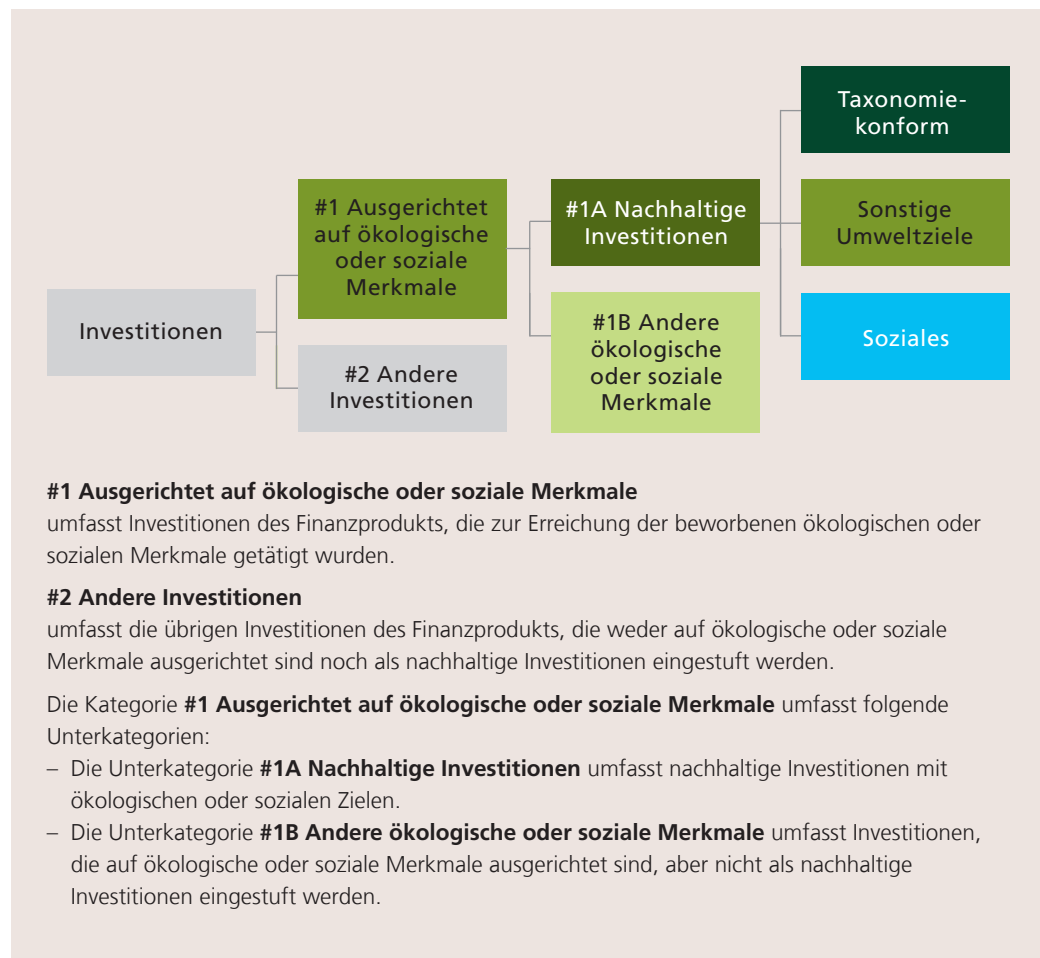 Investitionen
#1 Ausgerichtet
auf ökologische
oder soziale
Merkmale
#2 Andere
Investitionen
#1A Nachhaltige
Investitionen
#1B Andere
ökologische
oder soziale
Merkmale
Taxonomie-
konform
Sonstige
Umweltziele
Soziales
#1 Ausgerichtet auf ökologische oder soziale Merkmale
umfasst Investitionen des Finanzprodukts, die zur Erreichung der beworbenen ökologischen oder
sozialen Merkmale getätigt wurden.
#2 Andere Investitionen
umfasst die übrigen Investitionen des Finanzprodukts, die weder auf ökologische oder soziale
Merkmale ausgerichtet sind noch als nachhaltige Investitionen eingestuft werden.
Die Kategorie #1 Ausgerichtet auf ökologische oder soziale Merkmale umfasst folgende
Unterkategorien:
– Die Unterkategorie #1A Nachhaltige Investitionen umfasst nachhaltige Investitionen mit
ökologischen oder sozialen Zielen.
– Die Unterkategorie #1B Andere ökologische oder soziale Merkmale umfasst Investitionen,
die auf ökologische oder soziale Merkmale ausgerichtet sind, aber nicht als nachhaltige
Investitionen eingestuft werden.